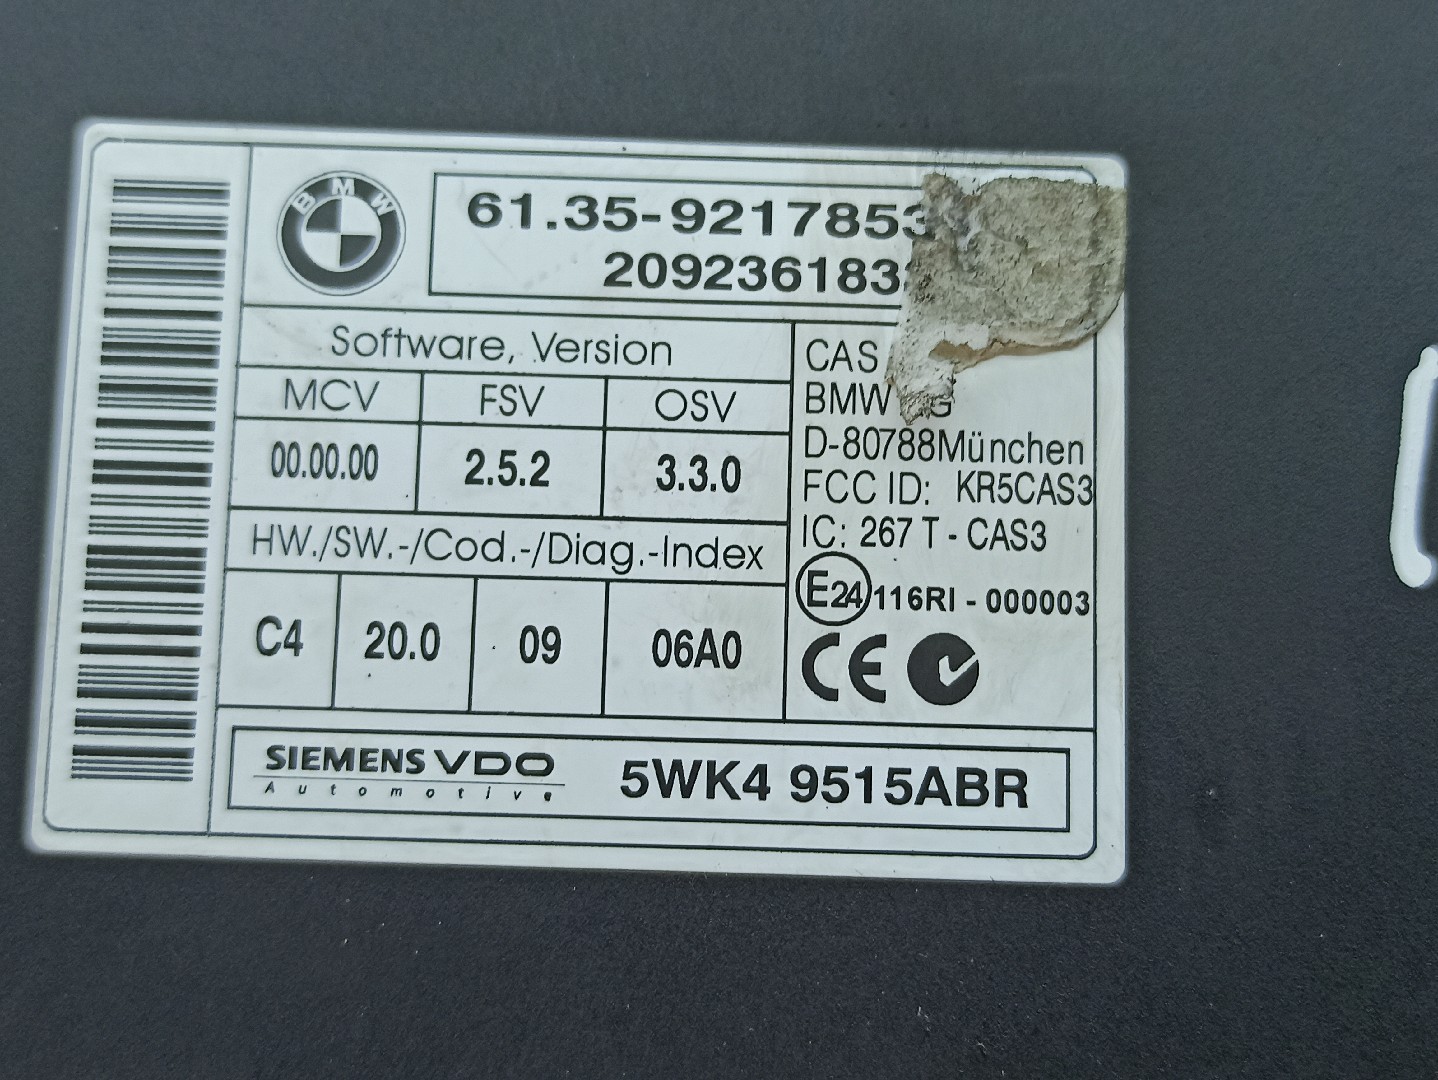 BMW
61.35-9217853
209236183
Software, Version
MCV FSV OSV
00.00.00 2.5.2 3.3.0
HW./SW.-/Cod.-/Diag.-Index
C4 20.0 09 06A0
CAS
BMW
D-80788München
FCC ID: KR5CAS3
IC: 267 T - CAS3
E24 116RI - 000003
CE
SIEMENS VDO
Automotive
5WK4 9515ABR